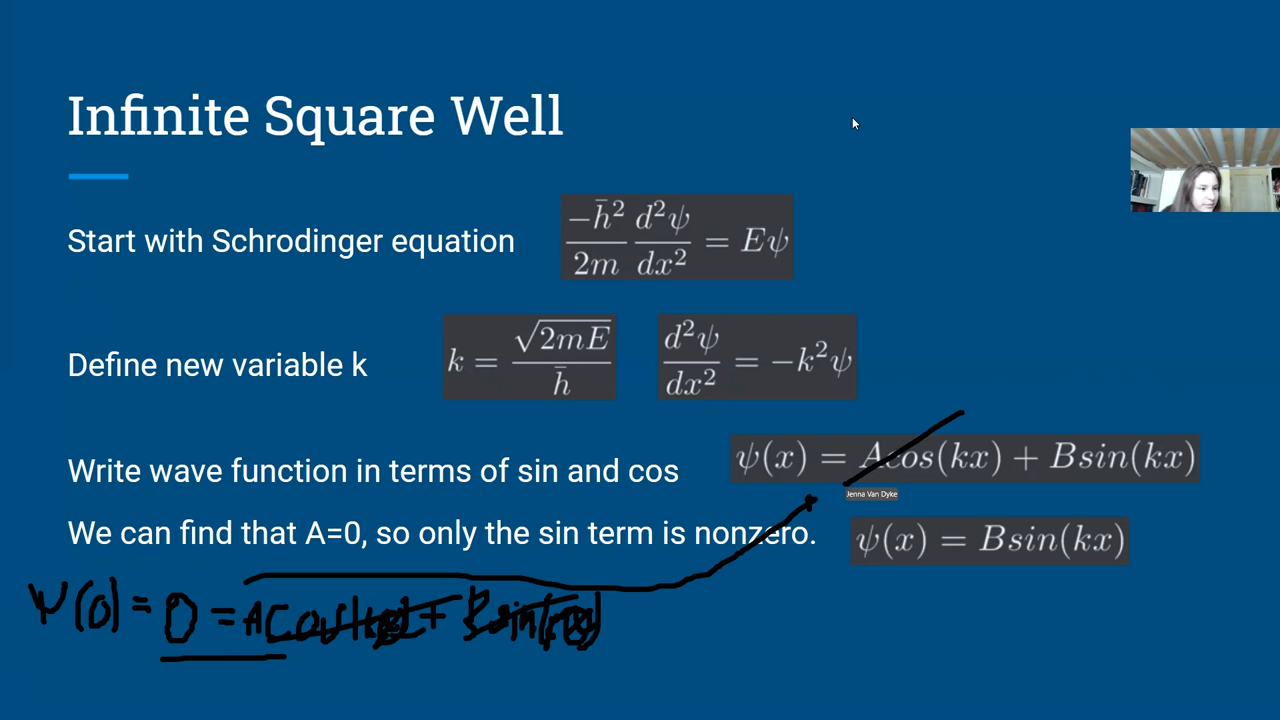 Infinite Square Well
Start with Schrodinger equation
−ħ²/2m d²ψ/dx² = Eψ
Define new variable k
k = √2mE/ħ
d²ψ/dx² = −k²ψ
Write wave function in terms of sin and cos
ψ(x) = Acos(kx) + Bsin(kx)
Jenna Van Dyke
We can find that A=0, so only the sin term is nonzero.
ψ(x) = Bsin(kx)
ψ(0) = 0 = A cos( ) + B sin( )